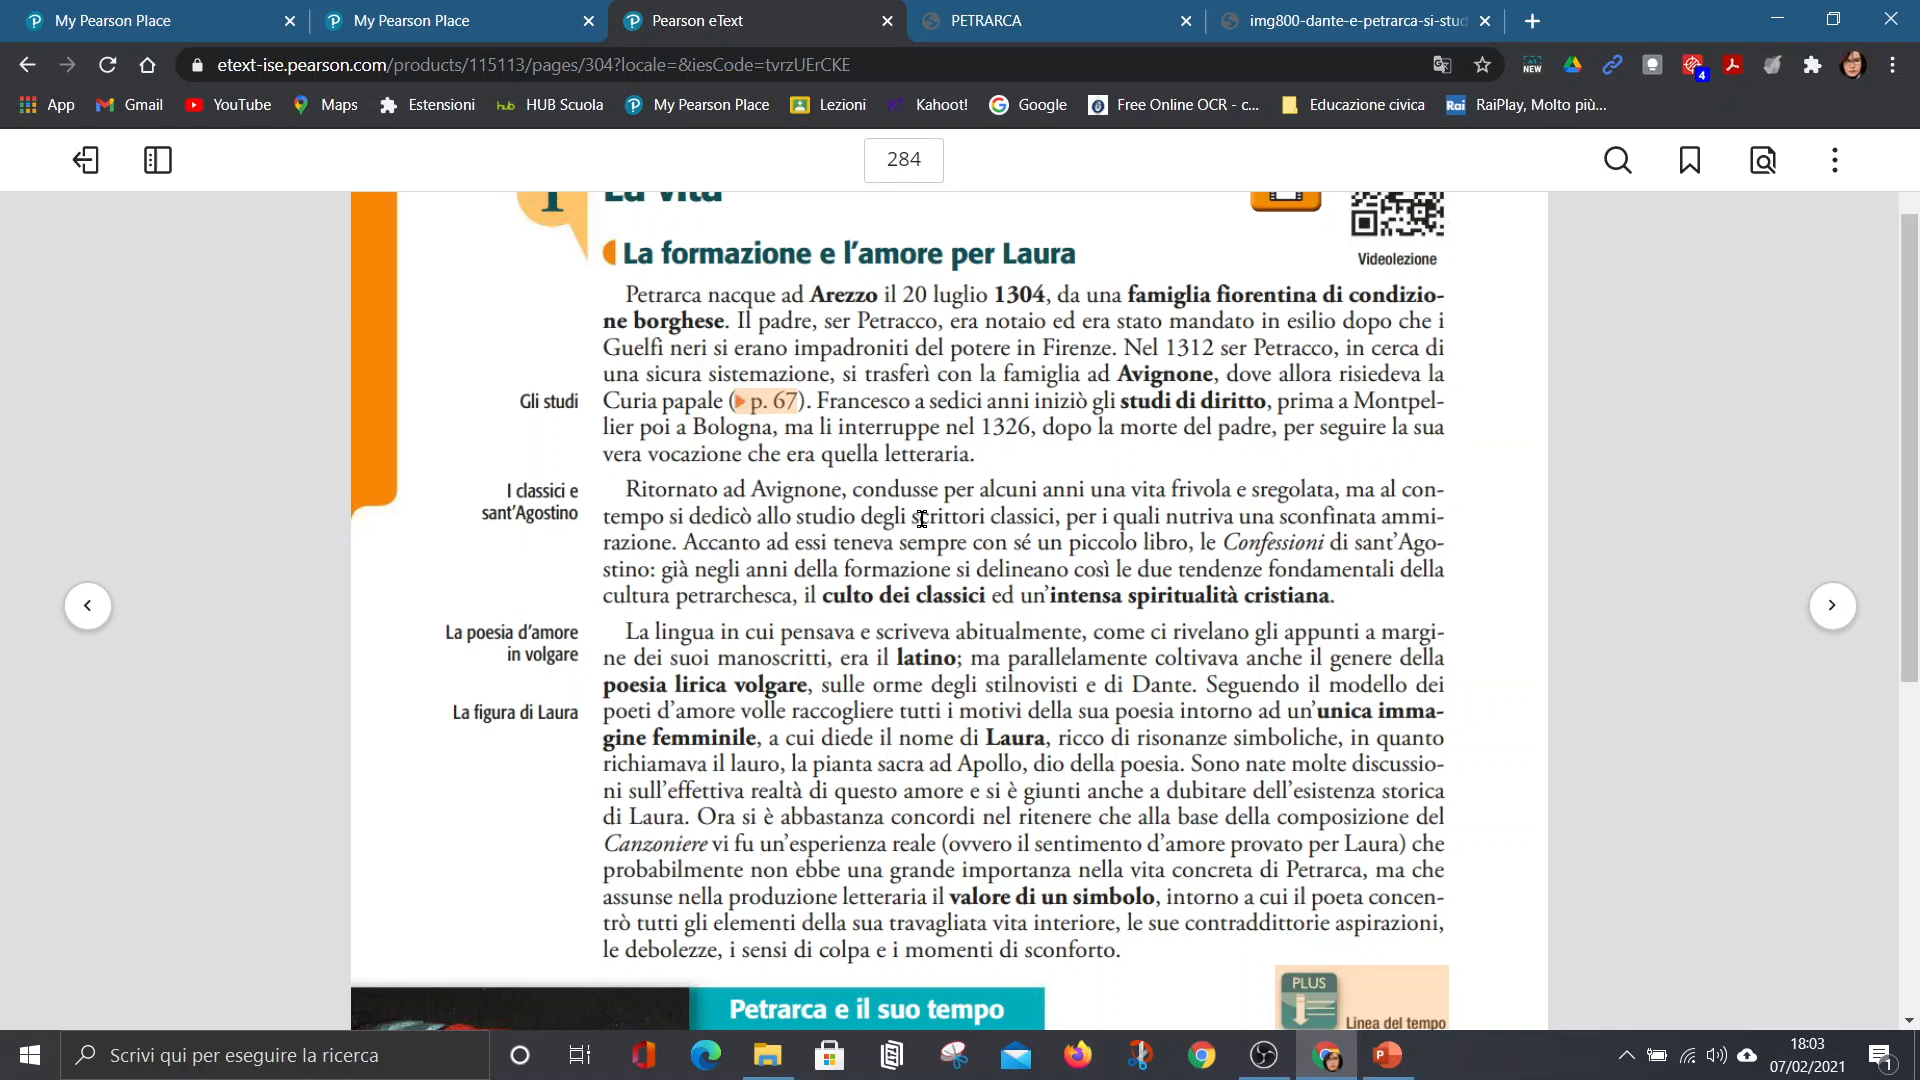 My Pearson Place
My Pearson Place
Pearson eText
PETRARCA
img800-dante-e-petrarca-si-stud
etext-ise.pearson.com/products/115113/pages/304?locale=&iesCode=tvrzUErCKE
NEW
4
App
Gmail
YouTube
Maps
Estensioni
hub HUB Scuola
My Pearson Place
Lezioni
K! Kahoot!
Google
Free Online OCR - c...
Educazione civica
Rai RaiPlay, Molto più...
284
1
La vita
La formazione e l'amore per Laura
Videolezione
Petrarca nacque ad Arezzo il 20 luglio 1304, da una famiglia fiorentina di condizio-
ne borghese. Il padre, ser Petracco, era notaio ed era stato mandato in esilio dopo che i
Guelfi neri si erano impadroniti del potere in Firenze. Nel 1312 ser Petracco, in cerca di
una sicura sistemazione, si trasferì con la famiglia ad Avignone, dove allora risiedeva la
Gli studi
Curia papale (▶p. 67). Francesco a sedici anni iniziò gli studi di diritto, prima a Montpel-
lier poi a Bologna, ma li interruppe nel 1326, dopo la morte del padre, per seguire la sua
vera vocazione che era quella letteraria.
I classici e
sant'Agostino
Ritornato ad Avignone, condusse per alcuni anni una vita frivola e sregolata, ma al con-
tempo si dedicò allo studio degli scrittori classici, per i quali nutriva una sconfinata ammi-
razione. Accanto ad essi teneva sempre con sé un piccolo libro, le Confessioni di sant'Ago-
stino: già negli anni della formazione si delineano così le due tendenze fondamentali della
cultura petrarchesca, il culto dei classici ed un'intensa spiritualità cristiana.
La poesia d'amore
in volgare
La lingua in cui pensava e scriveva abitualmente, come ci rivelano gli appunti a margi-
ne dei suoi manoscritti, era il latino; ma parallelamente coltivava anche il genere della
poesia lirica volgare, sulle orme degli stilnovisti e di Dante. Seguendo il modello dei
La figura di Laura
poeti d'amore volle raccogliere tutti i motivi della sua poesia intorno ad un'unica imma-
gine femminile, a cui diede il nome di Laura, ricco di risonanze simboliche, in quanto
richiamava il lauro, la pianta sacra ad Apollo, dio della poesia. Sono nate molte discussio-
ni sull'effettiva realtà di questo amore e si è giunti anche a dubitare dell'esistenza storica
di Laura. Ora si è abbastanza concordi nel ritenere che alla base della composizione del
Canzoniere vi fu un'esperienza reale (ovvero il sentimento d'amore provato per Laura) che
probabilmente non ebbe una grande importanza nella vita concreta di Petrarca, ma che
assunse nella produzione letteraria il valore di un simbolo, intorno a cui il poeta concen-
trò tutti gli elementi della sua travagliata vita interiore, le sue contraddittorie aspirazioni,
le debolezze, i sensi di colpa e i momenti di sconforto.
Petrarca e il suo tempo
PLUS
Linea del tempo
Scrivi qui per eseguire la ricerca
18:03
07/02/2021
1